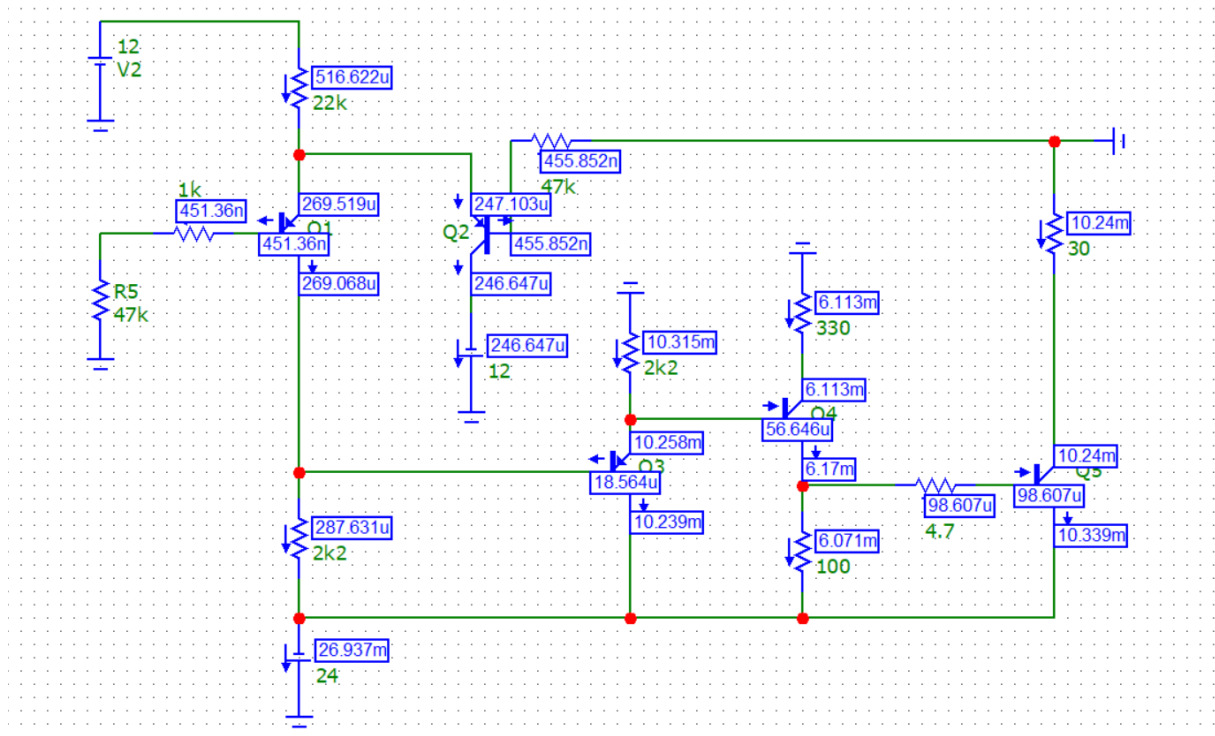 12
V2
516.622u
22k
455.852n
47k
1k
451.36n
269.519u
Q1
451.36n
269.068u
247.103u
Q2
455.852n
246.647u
10.24m
30
R5
47k
246.647u
12
10.315m
2k2
6.113m
330
6.113m
Q4
56.646u
6.17m
10.258m
Q3
18.564u
10.239m
10.24m
Q5
98.607u
98.607u
4.7
10.339m
287.631u
2k2
6.071m
100
26.937m
24